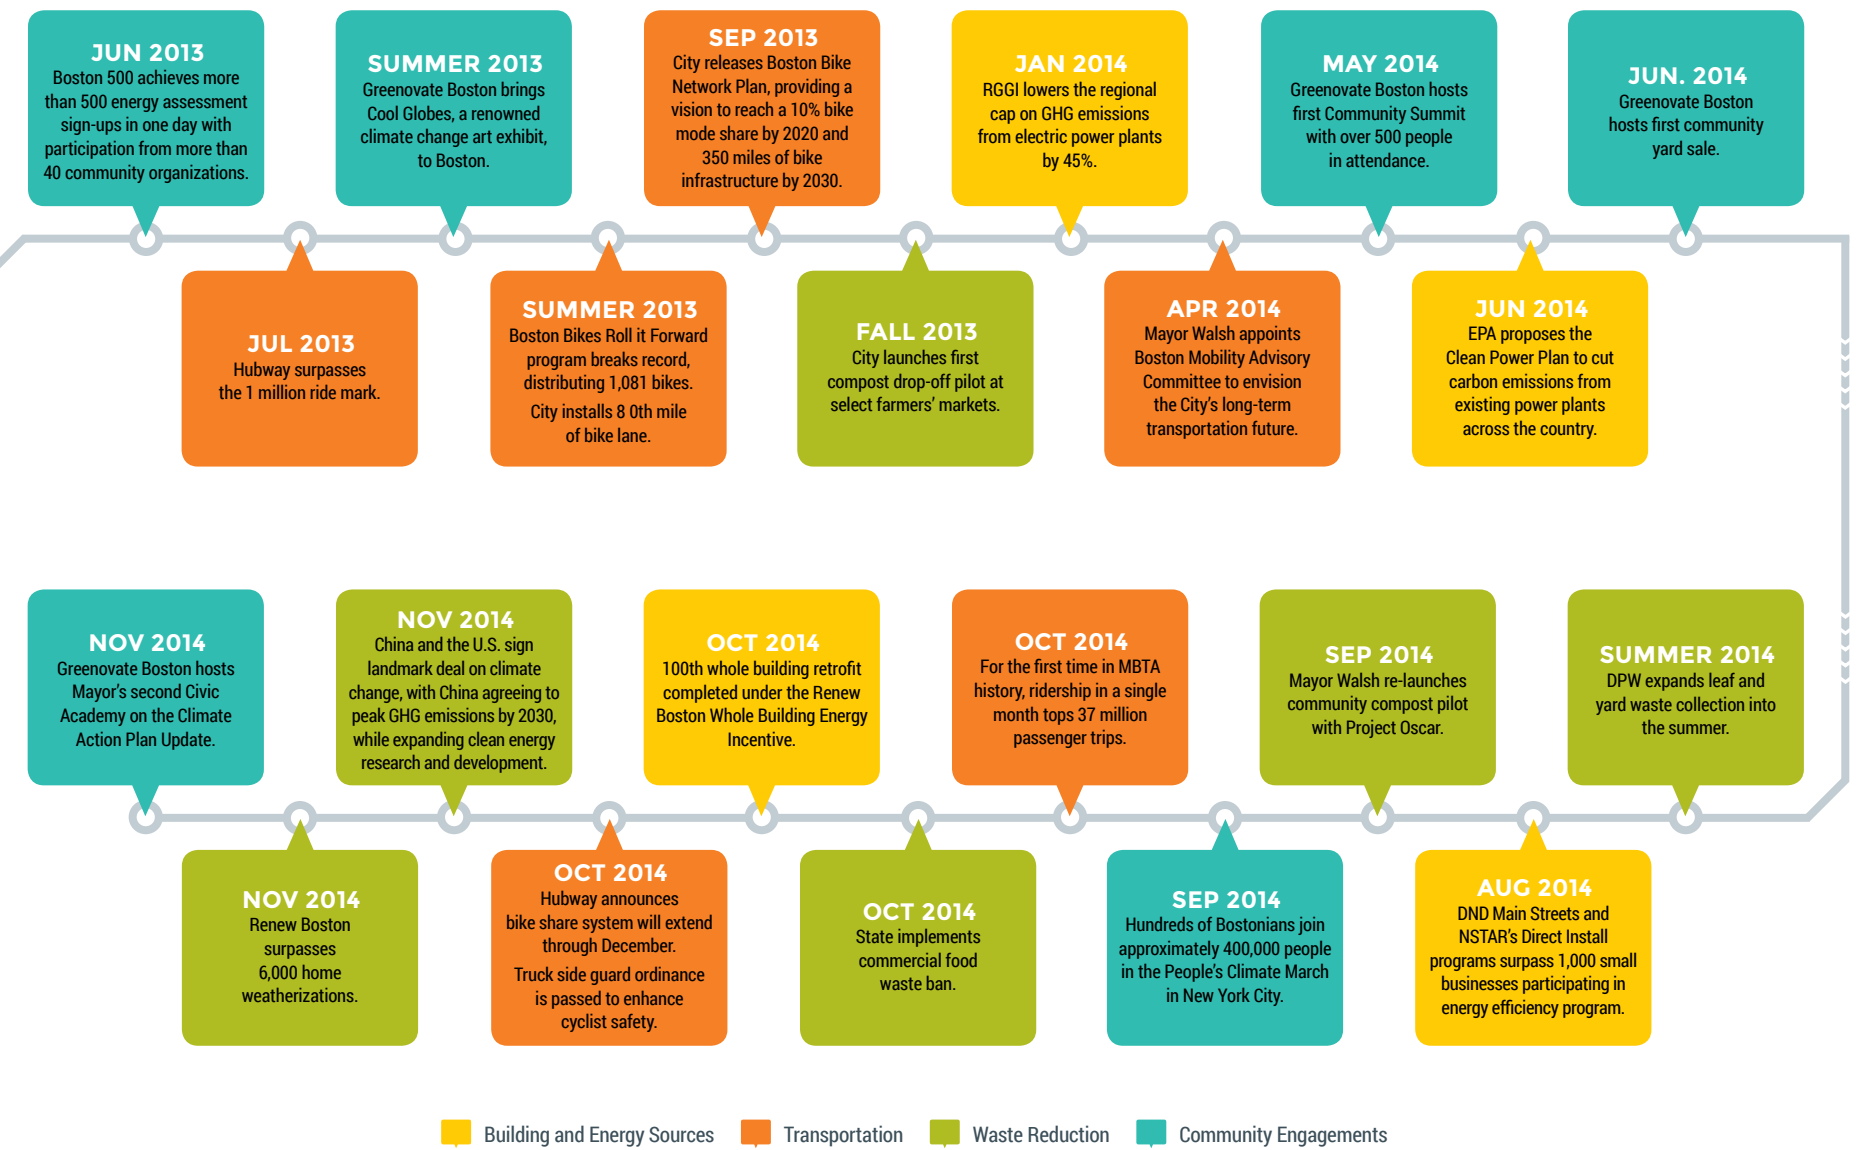 JUN 2013
Boston 500 achieves more
than 500 energy assessment
sign-ups in one day with
participation from more than
40 community organizations.
SUMMER 2013
Greenovate Boston brings
Cool Globes, a renowned
climate change art exhibit,
to Boston.
SEP 2013
City releases Boston Bike
Network Plan, providing a
vision to reach a 10% bike
mode share by 2020 and
350 miles of bike
infrastructure by 2030.
JAN 2014
RGGI lowers the regional
cap on GHG emissions
from electric power plants
by 45%.
MAY 2014
Greenovate Boston hosts
first Community Summit
with over 500 people
in attendance.
JUN. 2014
Greenovate Boston
hosts first community
yard sale.
JUL 2013
Hubway surpasses
the 1 million ride mark.
SUMMER 2013
Boston Bikes Roll it Forward
program breaks record,
distributing 1,081 bikes.
City installs 8 0th mile
of bike lane.
FALL 2013
City launches first
compost drop-off pilot at
select farmers’ markets.
APR 2014
Mayor Walsh appoints
Boston Mobility Advisory
Committee to envision
the City’s long-term
transportation future.
JUN 2014
EPA proposes the
Clean Power Plan to cut
carbon emissions from
existing power plants
across the country.
NOV 2014
Greenovate Boston hosts
Mayor’s second Civic
Academy on the Climate
Action Plan Update.
NOV 2014
China and the U.S. sign
landmark deal on climate
change, with China agreeing to
peak GHG emissions by 2030,
while expanding clean energy
research and development.
OCT 2014
100th whole building retrofit
completed under the Renew
Boston Whole Building Energy
Incentive.
OCT 2014
For the first time in MBTA
history, ridership in a single
month tops 37 million
passenger trips.
SEP 2014
Mayor Walsh re-launches
community compost pilot
with Project Oscar.
SUMMER 2014
DPW expands leaf and
yard waste collection into
the summer.
NOV 2014
Renew Boston
surpasses
6,000 home
weatherizations.
OCT 2014
Hubway announces
bike share system will extend
through December.
Truck side guard ordinance
is passed to enhance
cyclist safety.
OCT 2014
State implements
commercial food
waste ban.
SEP 2014
Hundreds of Bostonians join
approximately 400,000 people
in the People’s Climate March
in New York City.
AUG 2014
DND Main Streets and
NSTAR’s Direct Install
programs surpass 1,000 small
businesses participating in
energy efficiency program.
Building and Energy Sources
Transportation
Waste Reduction
Community Engagements